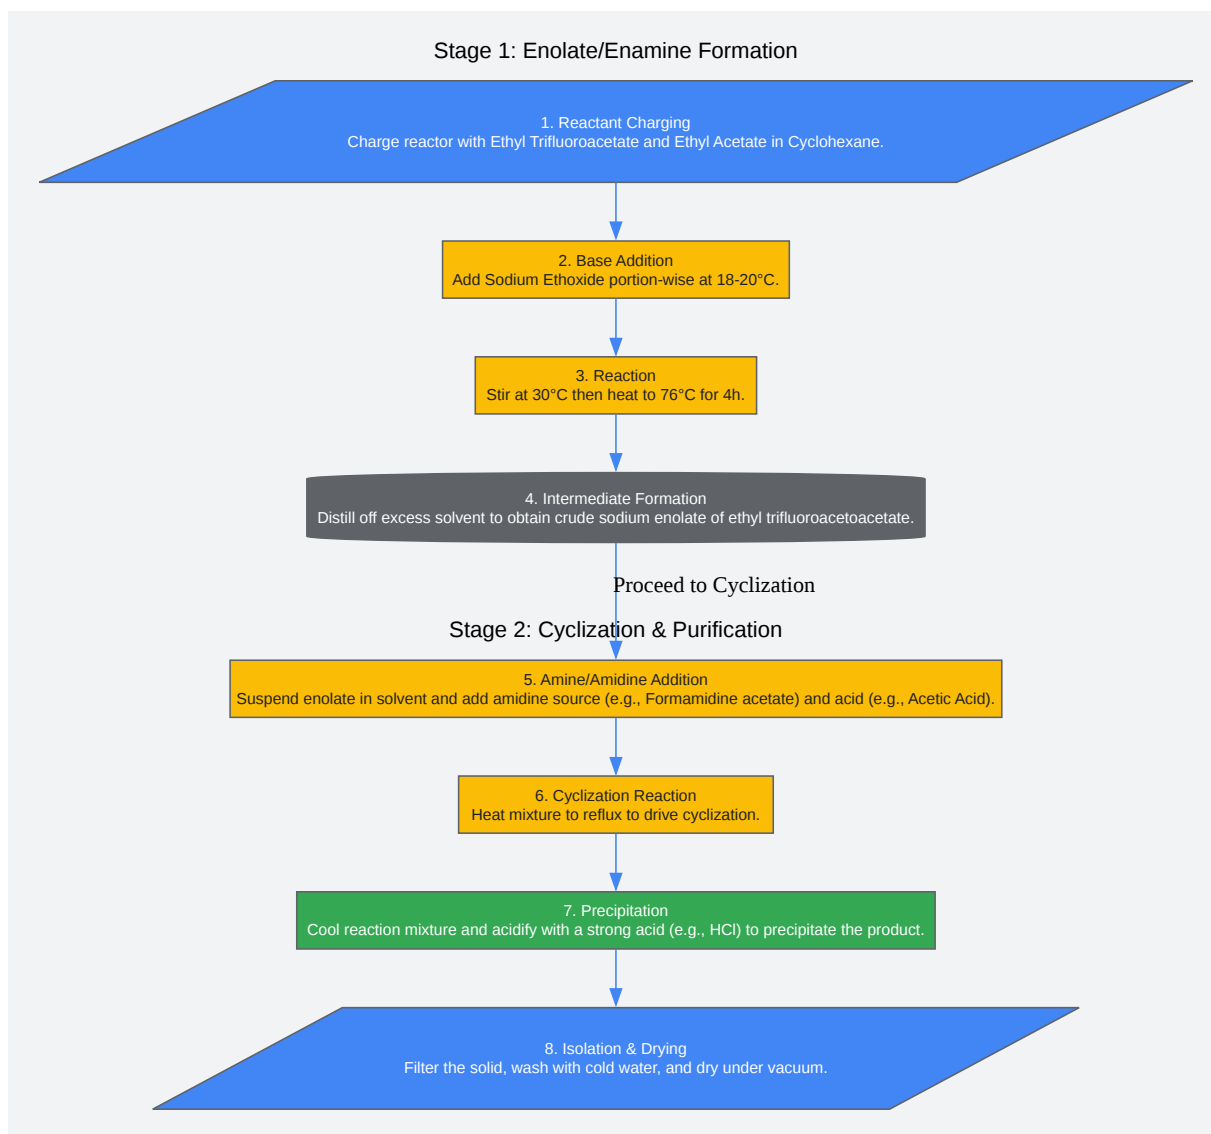 Stage 1: Enolate/Enamine Formation
1. Reactant Charging
Charge reactor with Ethyl Trifluoroacetate and Ethyl Acetate in Cyclohexane.
2. Base Addition
Add Sodium Ethoxide portion-wise at 18-20°C.
3. Reaction
Stir at 30°C then heat to 76°C for 4h.
4. Intermediate Formation
Distill off excess solvent to obtain crude sodium enolate of ethyl trifluoroacetoacetate.
Proceed to Cyclization
Stage 2: Cyclization & Purification
5. Amine/Amidine Addition
Suspend enolate in solvent and add amidine source (e.g., Formamidine acetate) and acid (e.g., Acetic Acid).
6. Cyclization Reaction
Heat mixture to reflux to drive cyclization.
7. Precipitation
Cool reaction mixture and acidify with a strong acid (e.g., HCl) to precipitate the product.
8. Isolation & Drying
Filter the solid, wash with cold water, and dry under vacuum.